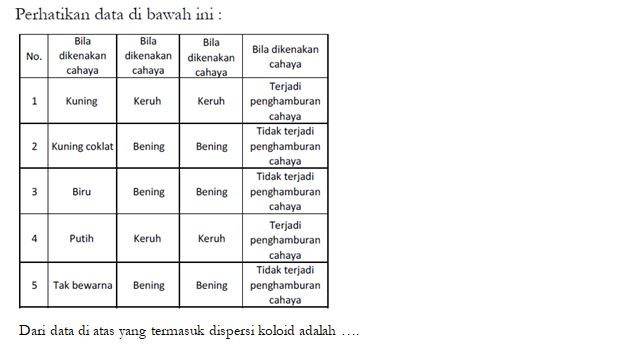 Perhatikan data di bawah ini :
No.
Bila
dikenakan
cahaya
Bila
dikenakan
cahaya
Bila
dikenakan
cahaya
Bila dikenakan
cahaya
1
Kuning
Keruh
Keruh
Terjadi
penghamburan
cahaya
2
Kuning coklat
Bening
Bening
Tidak terjadi
penghamburan
cahaya
3
Biru
Bening
Bening
Tidak terjadi
penghamburan
cahaya
4
Putih
Keruh
Keruh
Terjadi
penghamburan
cahaya
5
Tak bewarna
Bening
Bening
Tidak terjadi
penghamburan
cahaya
Dari data di atas yang termasuk dispersi koloid adalah ....